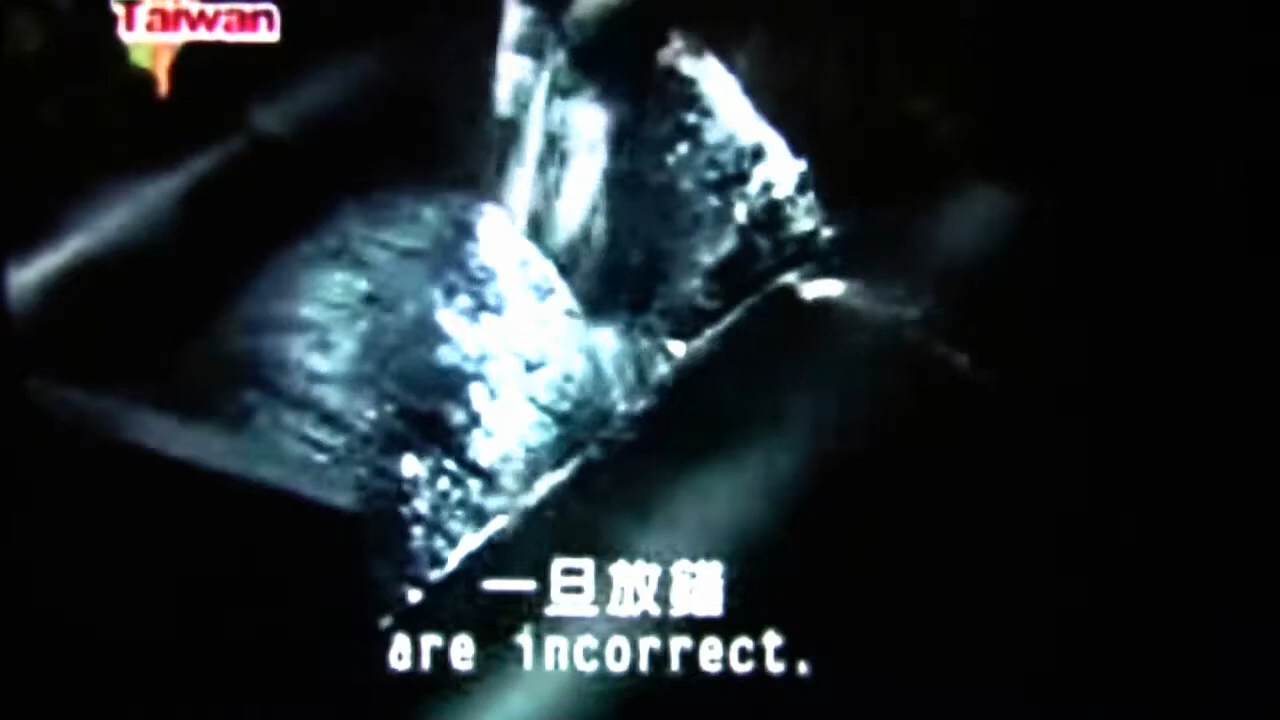 Taiwan
一旦放錯
are incorrect.